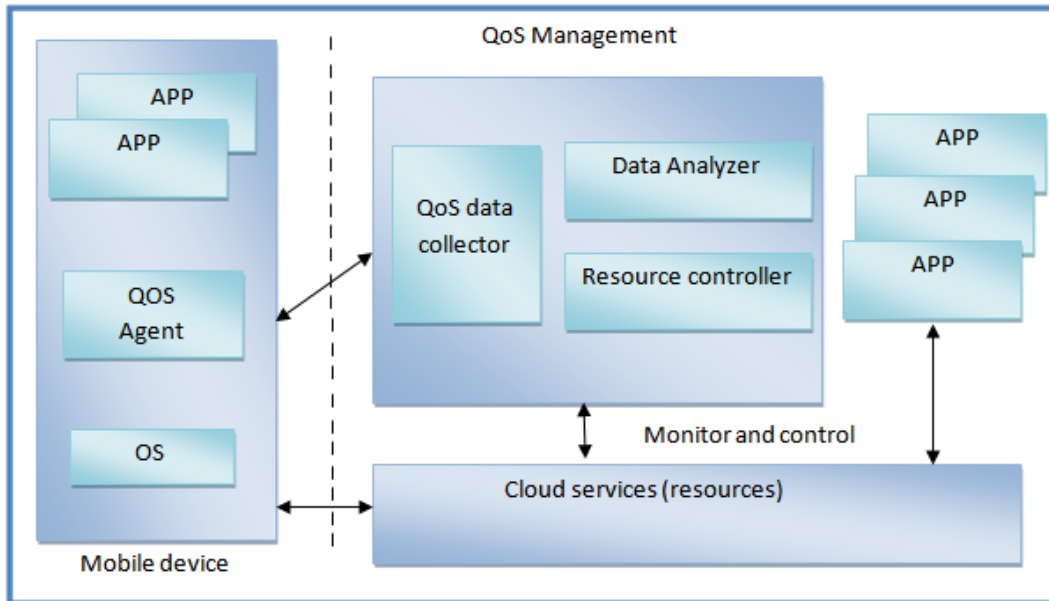 QoS Management
APP
APP
QOS
Agent
OS
Mobile device
QoS data
collector
Data Analyzer
Resource controller
APP
APP
APP
Monitor and control
Cloud services (resources)